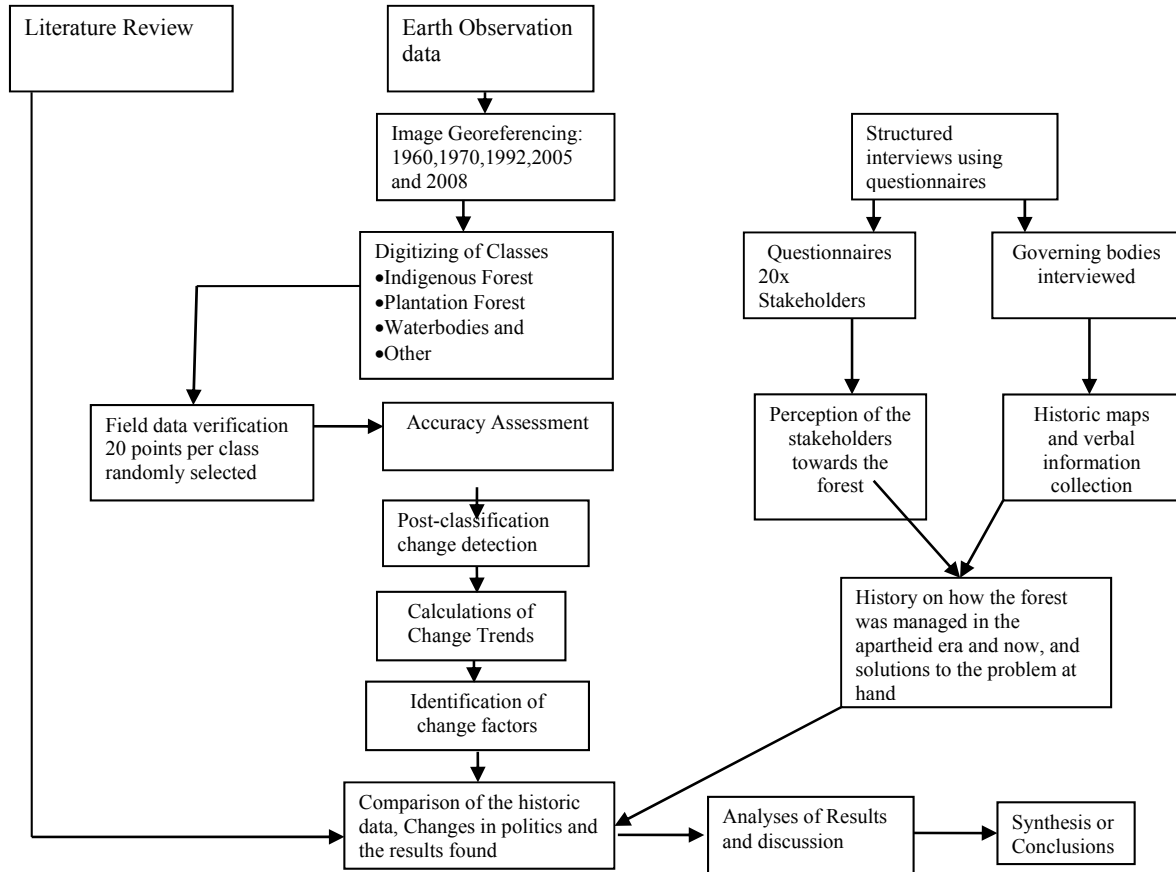 Literature Review
Earth Observation
data
Image Georeferencing:
1960,1970,1992,2005
and 2008
Structured
interviews using
questionnaires
Digitizing of Classes
•Indigenous Forest
•Plantation Forest
•Waterbodies and
•Other
Questionnaires
20x
Stakeholders
Governing bodies
interviewed
Field data verification
20 points per class
randomly selected
Accuracy Assessment
Perception of the
stakeholders
towards the
forest
Historic maps
and verbal
information
collection
Post-classification
change detection
Calculations of
Change Trends
History on how the forest
was managed in the
apartheid era and now, and
solutions to the problem at
hand
Identification of
change factors
Comparison of the historic
data, Changes in politics and
the results found
Analyses of Results
and discussion
Synthesis or
Conclusions